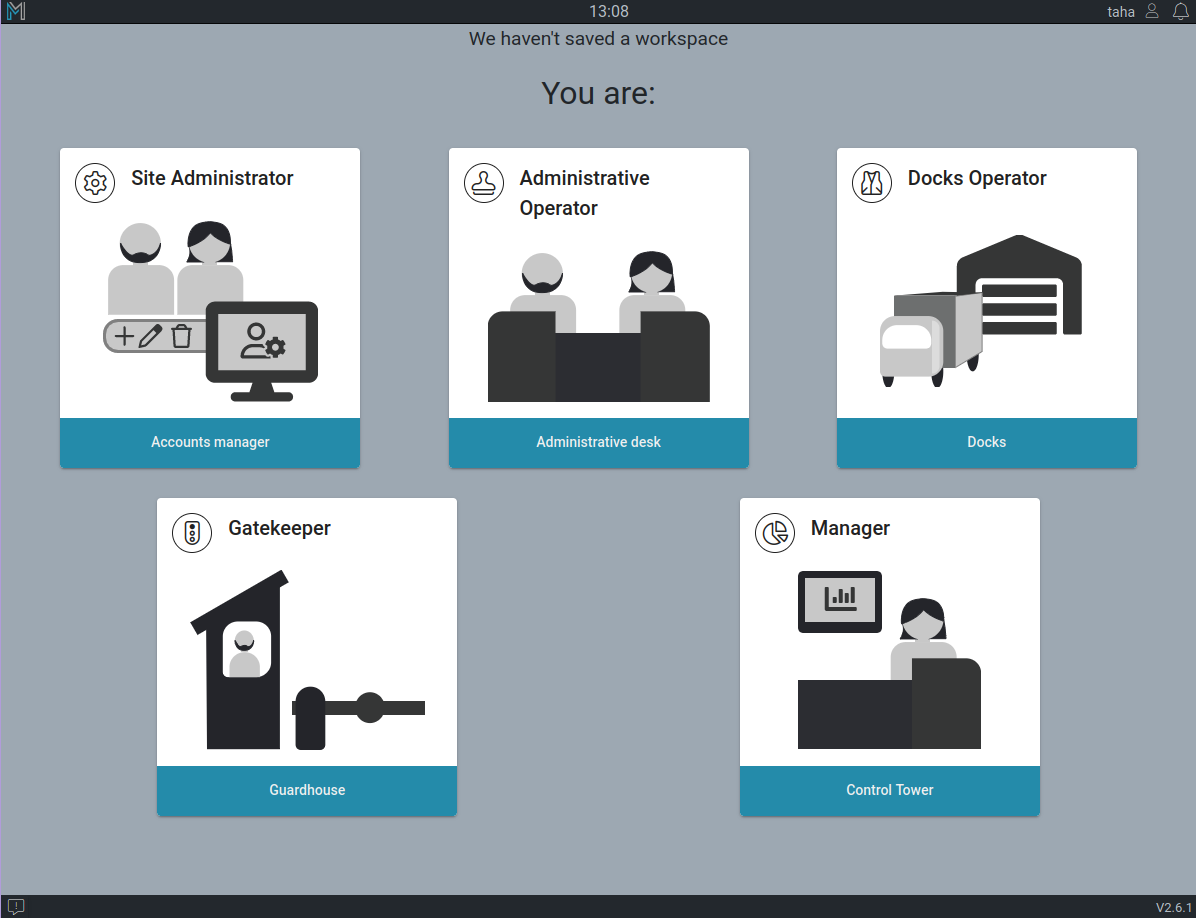 13:08
taha
We haven't saved a workspace
You are:
Site Administrator
Administrative
Operator
Docks Operator
Accounts manager
Administrative desk
Docks
Gatekeeper
Manager
Guardhouse
Control Tower
V2.6.1